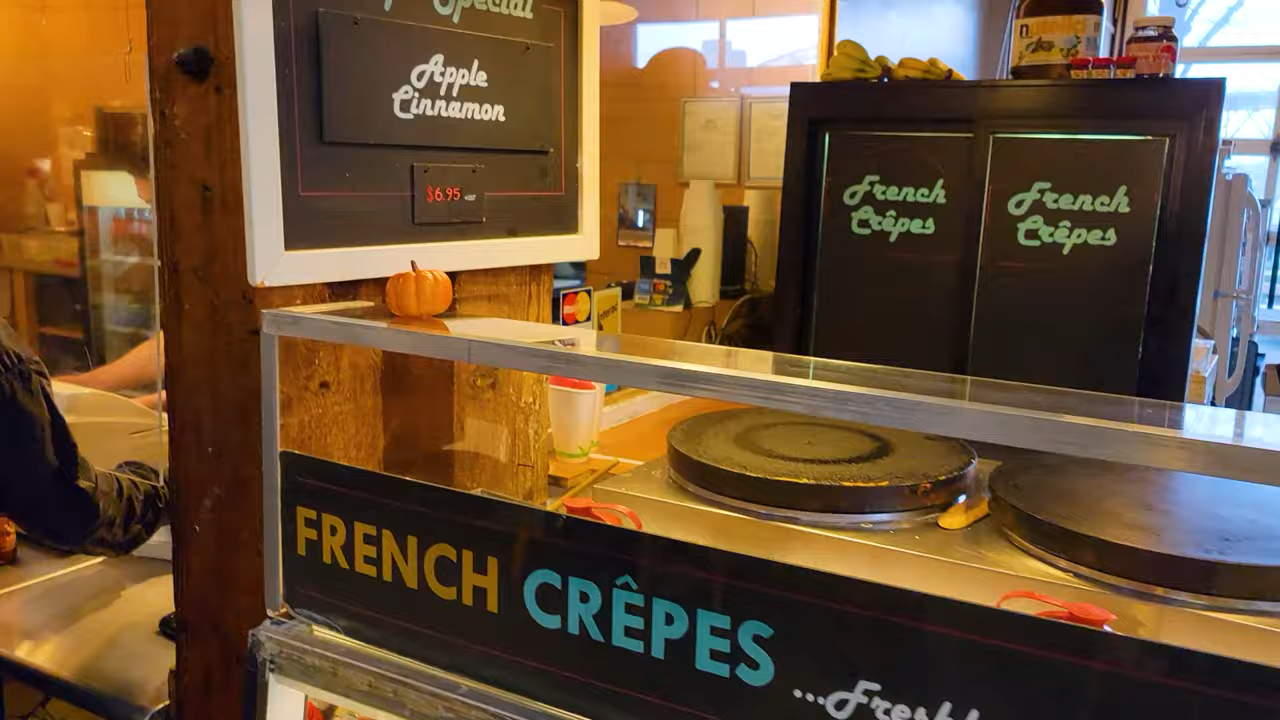 Special
Apple
Cinnamon
$6.95
French
Crêpes
French
Crêpes
FRENCH CRÊPES